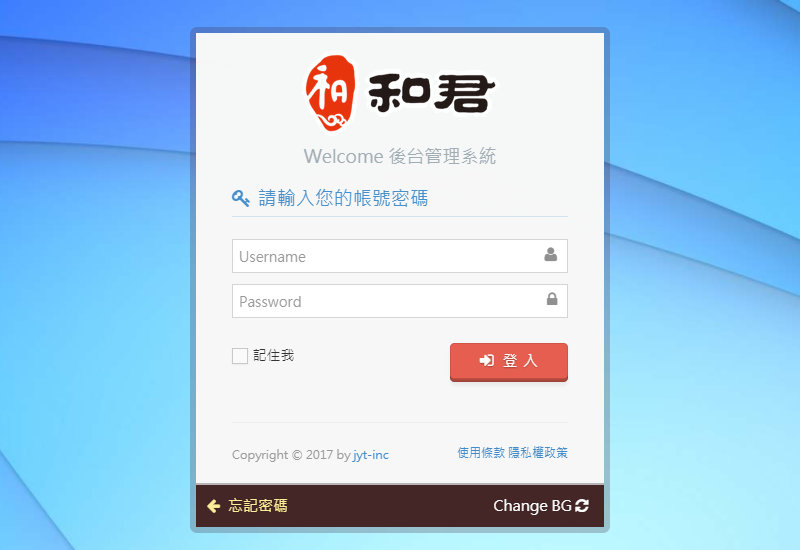 和君
Welcome 後台管理系統
請輸入您的帳號密碼
Username
Password
記住我
登 入
Copyright © 2017 by jyt-inc
使用條款 隱私權政策
忘記密碼
Change BG